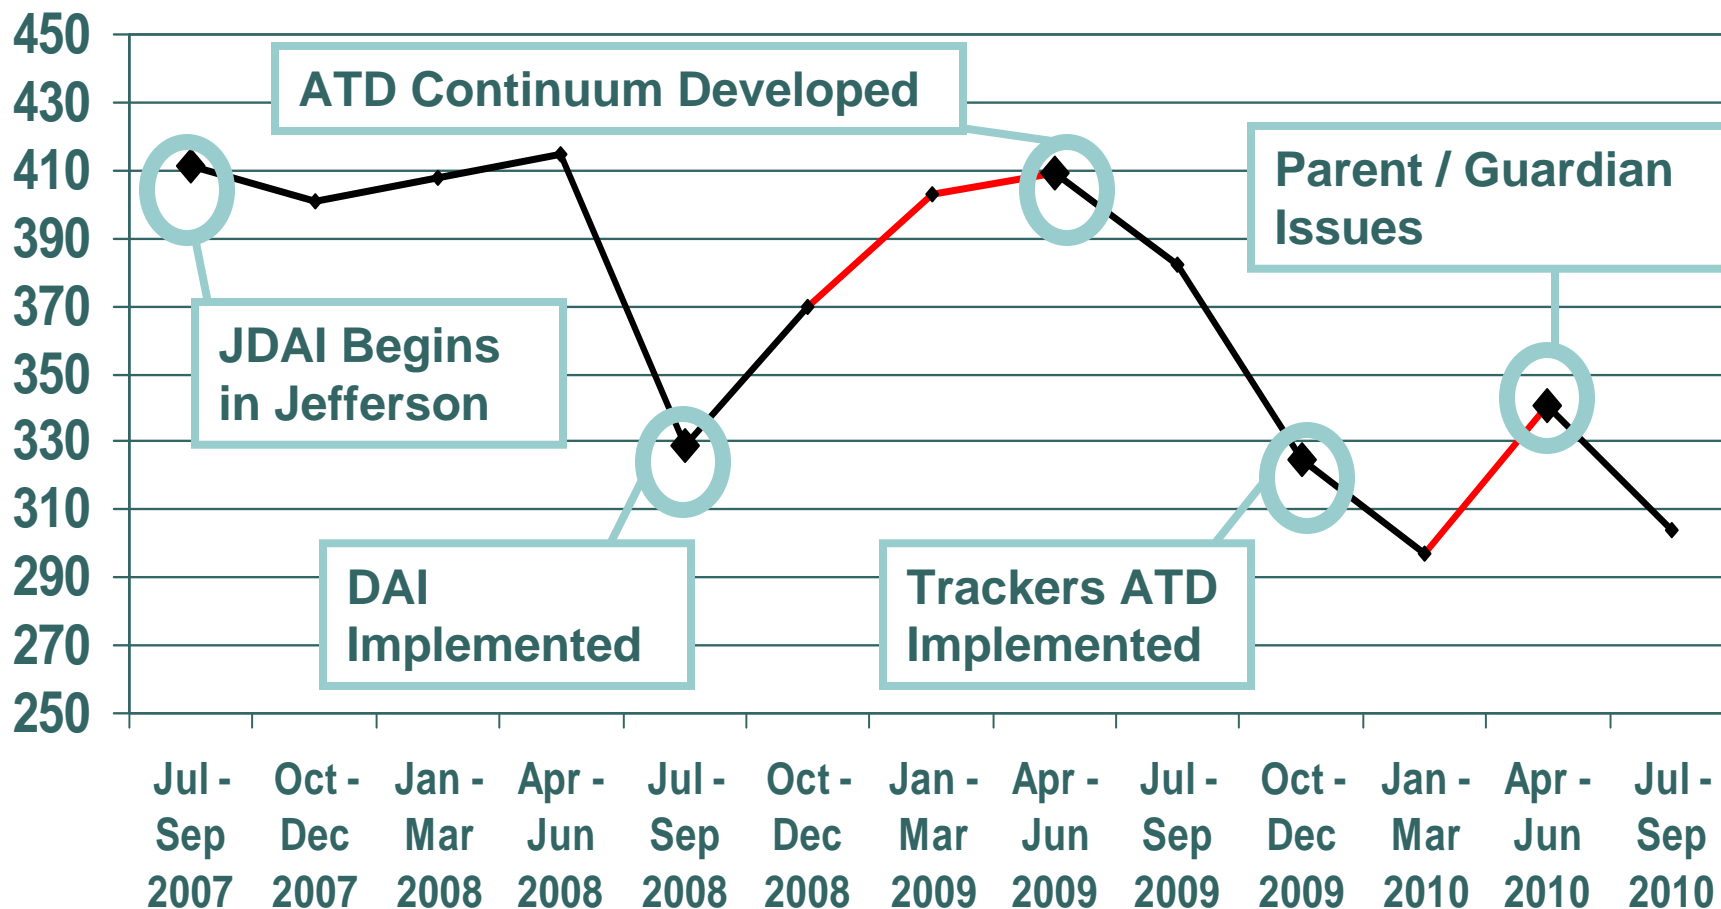 450
430
410
390
370
350
330
310
290
270
250
ATD Continuum Developed
Parent / Guardian
Issues
JDAI Begins
in Jefferson
DAI
Implemented
Trackers ATD
Implemented
Jul -
Sep
2007
Oct -
Dec
2007
Jan -
Mar
2008
Apr -
Jun
2008
Jul -
Sep
2008
Oct -
Dec
2008
Jan -
Mar
2009
Apr -
Jun
2009
Jul -
Sep
2009
Oct -
Dec
2009
Jan -
Mar
2010
Apr -
Jun
2010
Jul -
Sep
2010